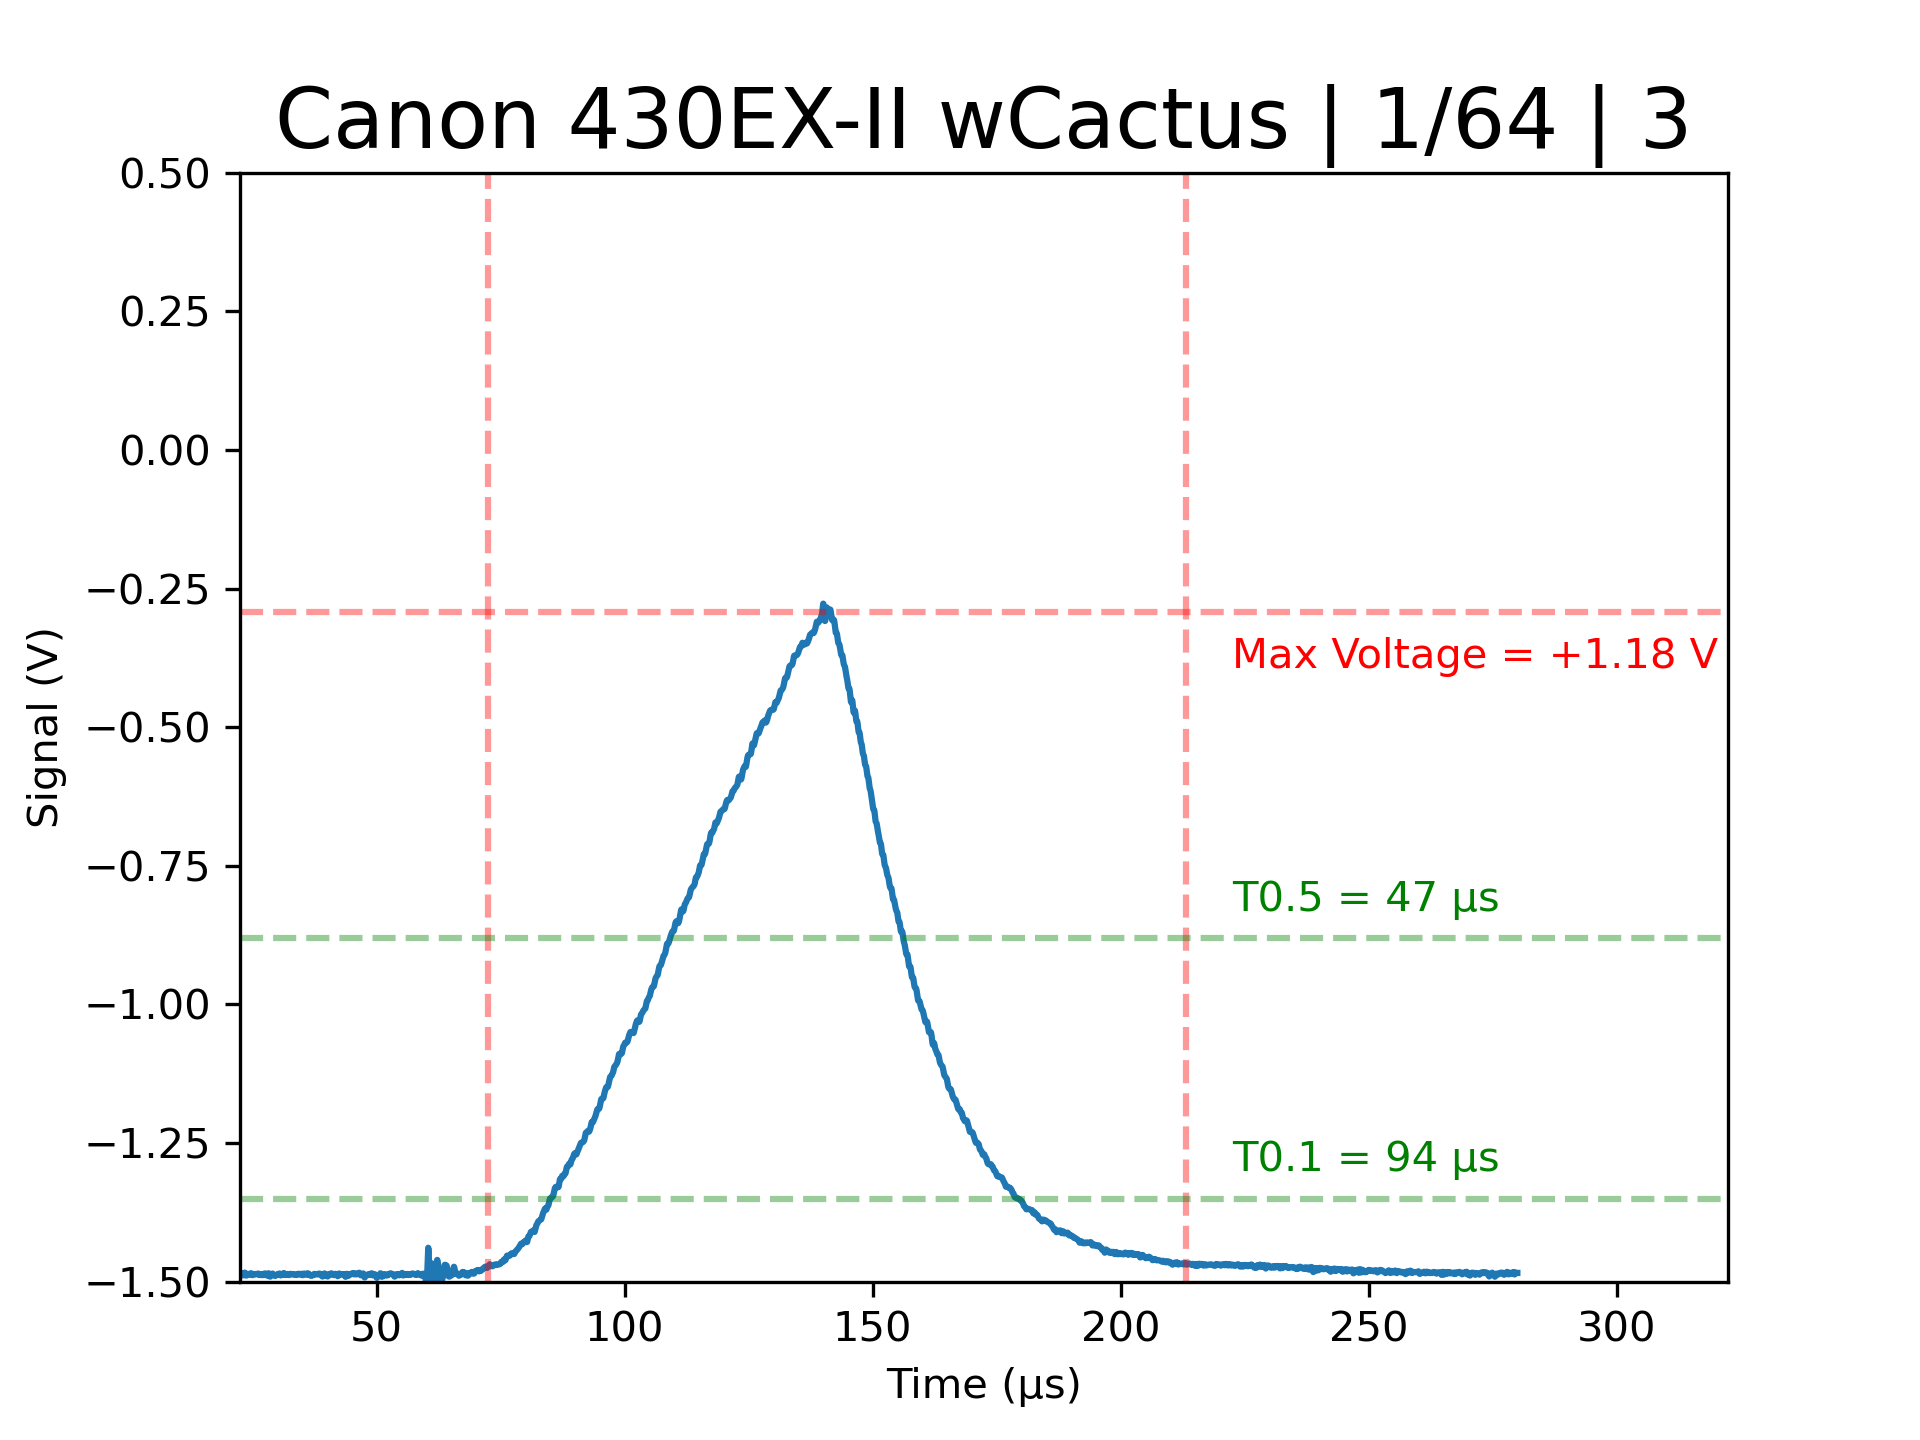 Canon 430EX-II wCactus | 1/64 | 3
0.50
0.25
0.00
−0.25
−0.50
−0.75
−1.00
−1.25
−1.50
Signal (V)
Max Voltage = +1.18 V
T0.5 = 47 µs
T0.1 = 94 µs
50 100 150 200 250 300
Time (µs)